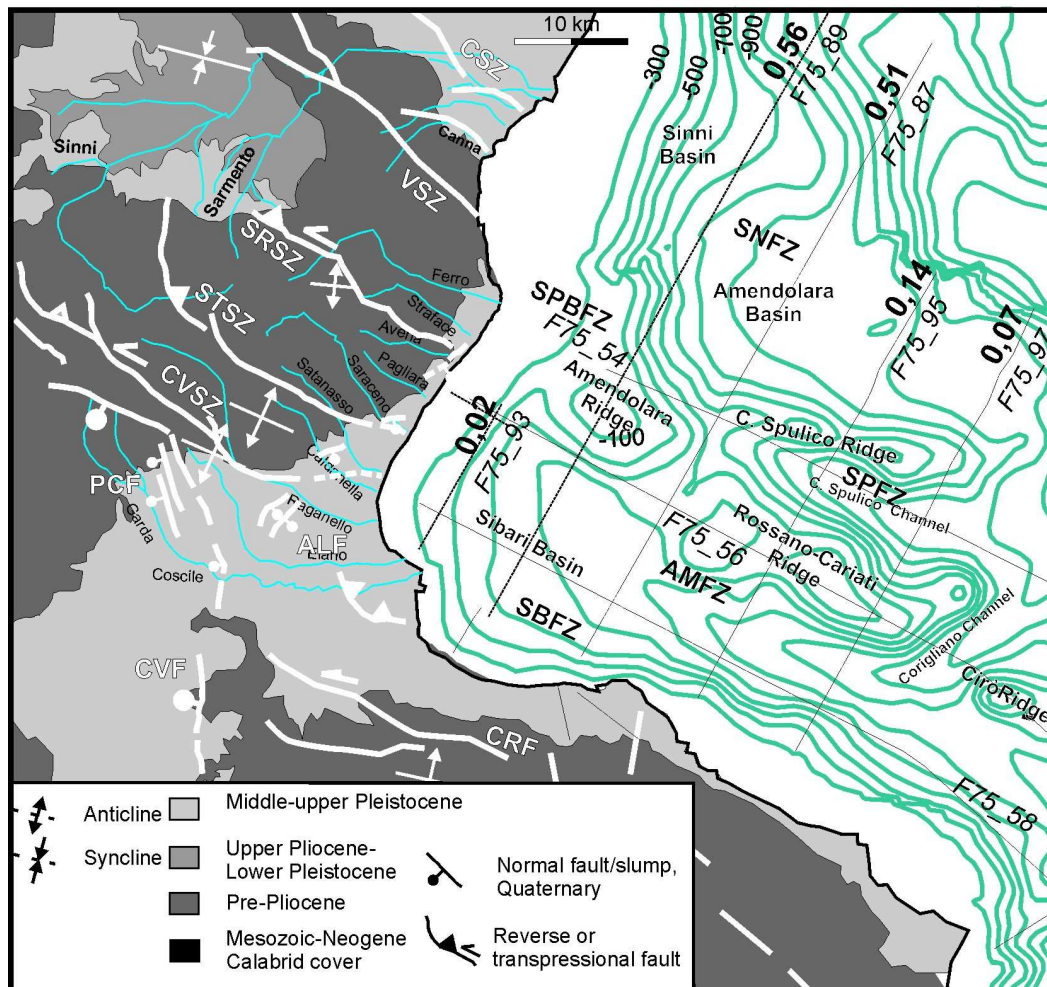 10 km
CSZ
-300
-500
-700
-900
0,56
F75_89
0,51
F75_87
Sinni
Sarmento
Canna
VSZ
Sinni
Basin
SRSZ
SNFZ
STSZ
Ferro
Straface
Avena
Pagliara
Saraceno
Satanasso
SPBFZ
F75_54
Amendolara
Basin
0,14
F75_95
0,07
F75_97
CVSZ
Amendolara
Ridge
-100
0,02
F75_93
C. Spulico Ridge
SPFZ
C. Spulico Channel
PCF
Garda
Caldanella
Raganello
ALF
Coscile
Sibari Basin
F75_56
Rossano-Cariati
Ridge
AMFZ
SBFZ
Corigliano Channel
CiròRidge
CVF
CRF
F75_58
Anticline
Syncline
Middle-upper Pleistocene
Upper Pliocene-
Lower Pleistocene
Pre-Pliocene
Mesozoic-Neogene
Calabrid cover
Normal fault/slump,
Quaternary
Reverse or
transpressional fault